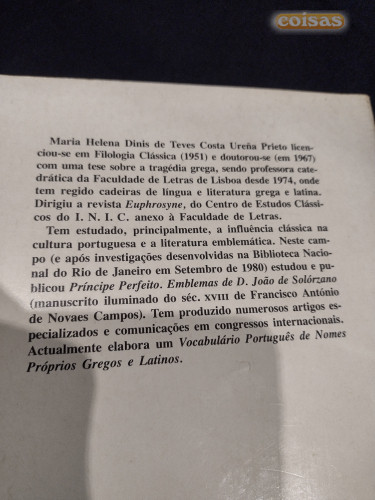 coisas
Maria Helena Dinis de Teves Costa Ureña Prieto licen-
ciou-se em Filologia Clássica (1951) e doutorou-se (em 1967)
com uma tese sobre a tragédia grega, sendo professora cate-
drática da Faculdade de Letras de Lisboa desde 1974, onde
tem regido cadeiras de língua e literatura grega e latina.
Dirigiu a revista Euphrosyne, do Centro de Estudos Clássi-
cos do I. N. I. C. anexo à Faculdade de Letras.
Tem estudado, principalmente, a influência clássica na
cultura portuguesa e a literatura emblemática. Neste cam-
po (e após investigações desenvolvidas na Biblioteca Nacio-
nal do Rio de Janeiro em Setembro de 1980) estudou e pu-
blicou Príncipe Perfeito. Emblemas de D. João de Solórzano
(manuscrito iluminado do séc. XVIII de Francisco António
de Novaes Campos). Tem produzido numerosos artigos es-
pecializados e comunicações em congressos internacionais.
Actualmente elabora um Vocabulário Português de Nomes
Próprios Gregos e Latinos.